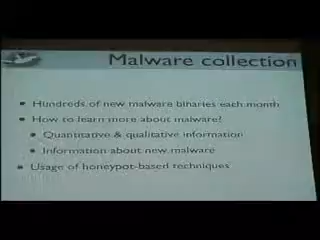 Malware collection
• Hundreds of new malware binaries each month
• How to learn more about malware?
• Quantitative & qualitative information
• Information about new malware
• Usage of honeypot-based techniques